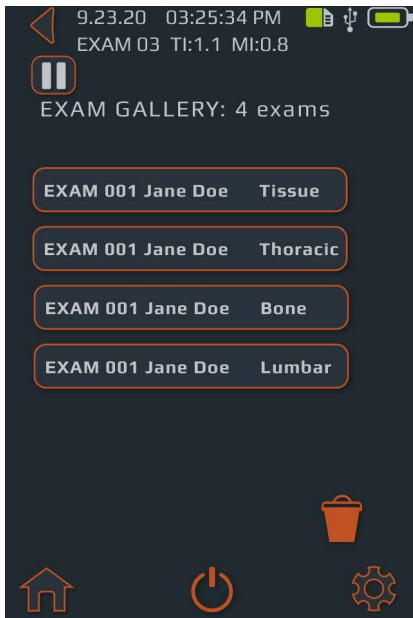 9.23.20 03:25:34 PM
EXAM 03 TI:1.1 MI:0.8
EXAM GALLERY: 4 exams
EXAM 001 Jane Doe Tissue
EXAM 001 Jane Doe Thoracic
EXAM 001 Jane Doe Bone
EXAM 001 Jane Doe Lumbar